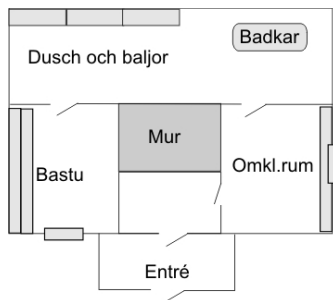 Badkar
Dusch och baljor
Mur
Bastu
Omkl.rum
Entré